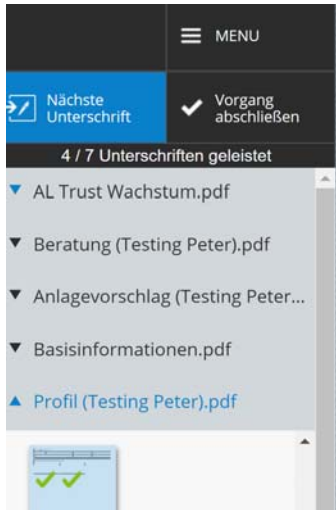 MENU
Nächste
Unterschrift
Vorgang
abschließen
4 / 7 Unterschriften geleistet
AL Trust Wachstum.pdf
Beratung (Testing Peter).pdf
Anlagevorschlag (Testing Peter...
Basisinformationen.pdf
Profil (Testing Peter).pdf